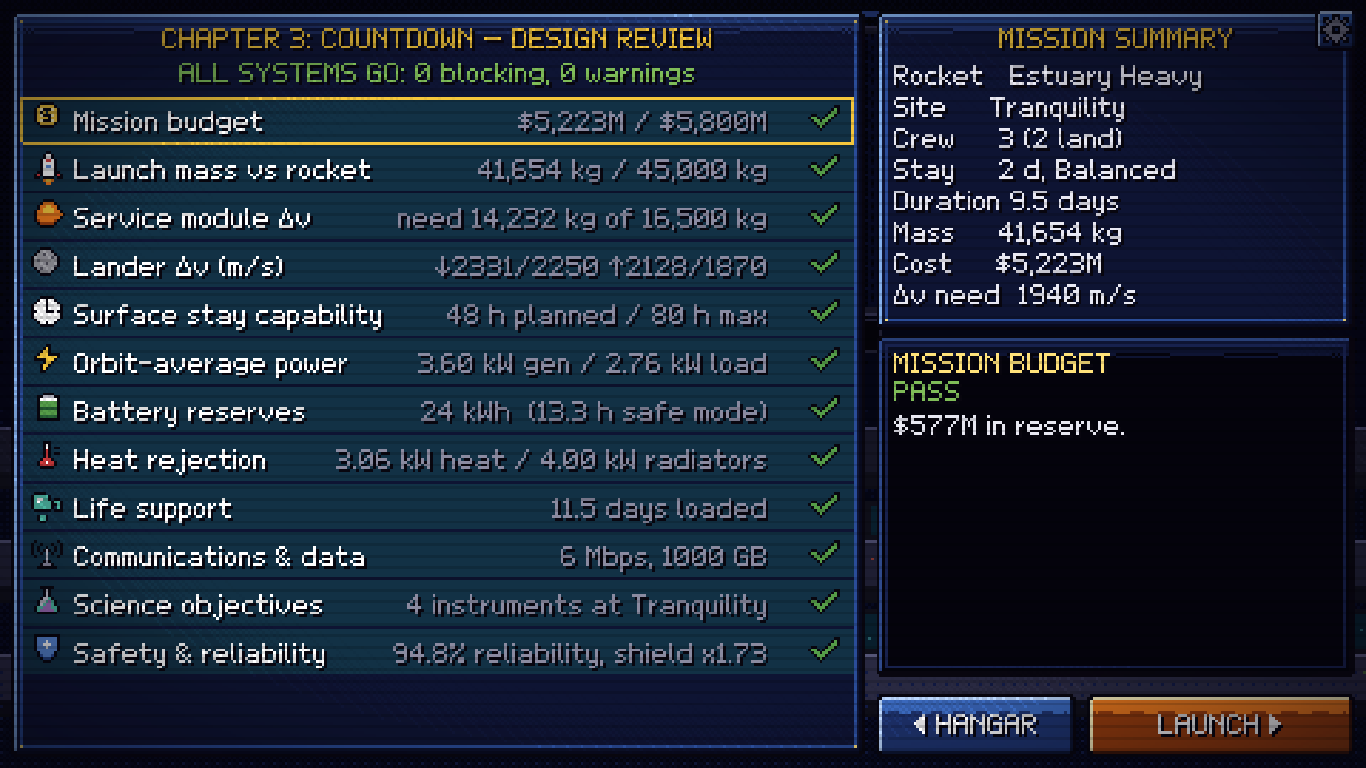 CHAPTER 3: COUNTDOWN — DESIGN REVIEW
ALL SYSTEMS GO: 0 blocking, 0 warnings
Mission budget $5,223M / $5,800M
Launch mass vs rocket 41,654 kg / 45,000 kg
Service module Δv need 14,232 kg of 16,500 kg
Lander Δv (m/s) ↓2331/2250 ↑2128/1870
Surface stay capability 48 h planned / 80 h max
Orbit-average power 3.60 kW gen / 2.76 kW load
Battery reserves 24 kWh (13.3 h safe mode)
Heat rejection 3.06 kW heat / 4.00 kW radiators
Life support 11.5 days loaded
Communications & data 6 Mbps, 1000 GB
Science objectives 4 instruments at Tranquility
Safety & reliability 94.8% reliability, shield x1.73
MISSION SUMMARY
Rocket Estuary Heavy
Site Tranquility
Crew 3 (2 land)
Stay 2 d, Balanced
Duration 9.5 days
Mass 41,654 kg
Cost $5,223M
Δv need 1940 m/s
MISSION BUDGET
PASS
$577M in reserve.
HANGAR
LAUNCH